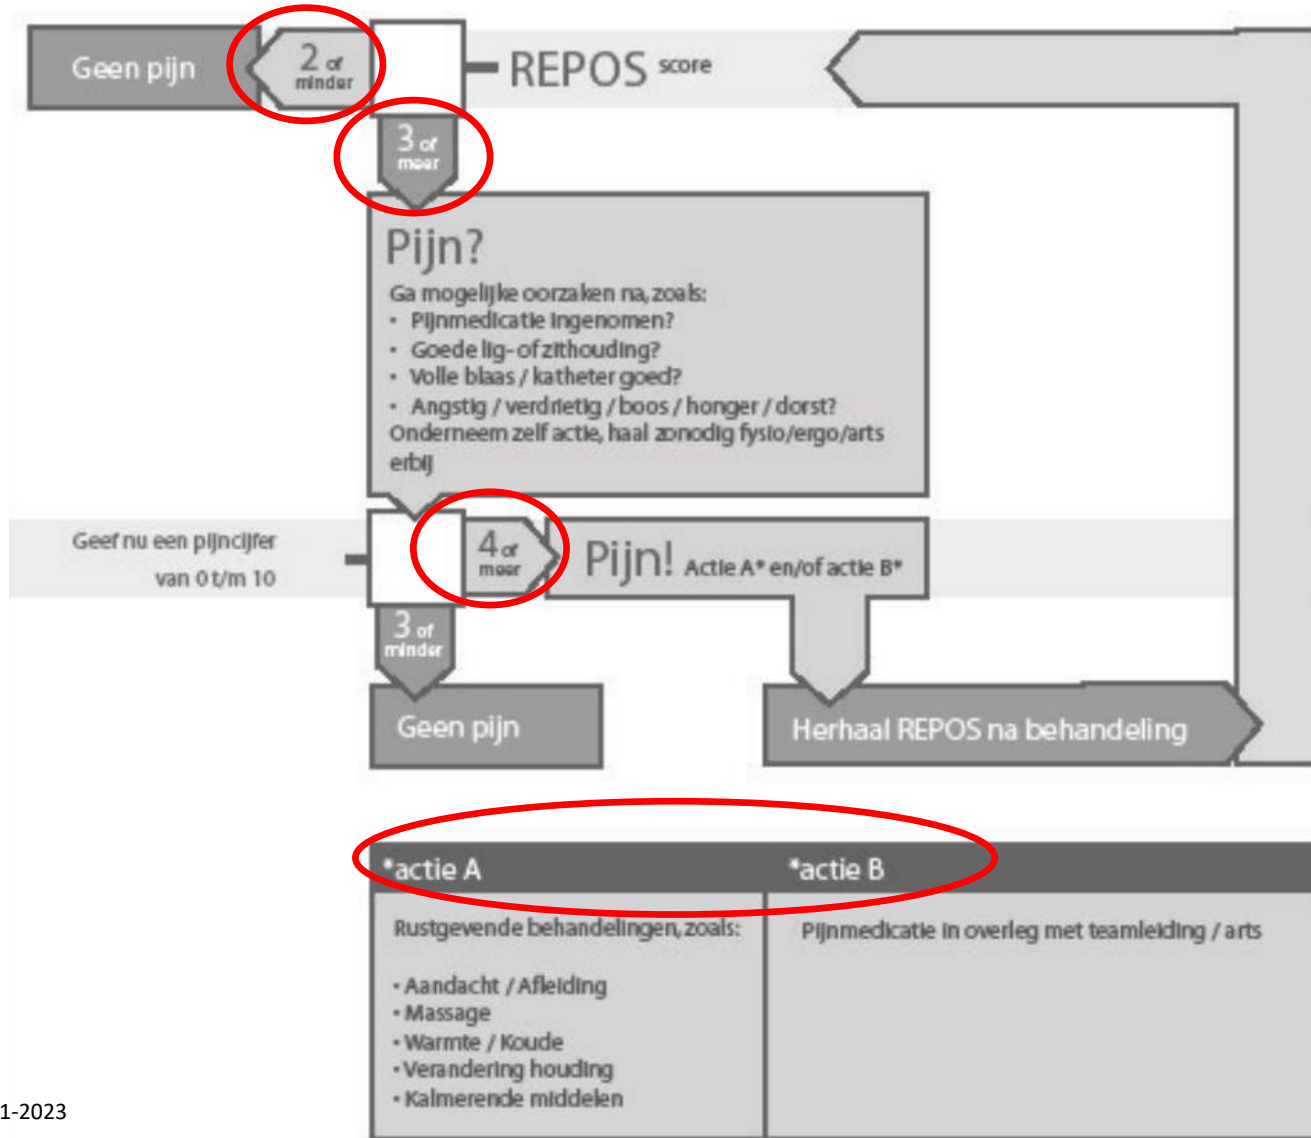 Geen pijn
2 of
minder
REPOS score
3 of
meer
Pijn?
Ga mogelijke oorzaken na, zoals:
• Pijnmedicatie ingenomen?
• Goede lig- of zithouding?
• Volle blaas / katheter goed?
• Angstig / verdrietig / boos / honger / dorst?
Onderneem zelf actie, haal zonodig fysio/ergo/arts
erbij
Geef nu een pijncijfer
van 0 t/m 10
4 of
meer
Pijn! Actie A* en/of actie B*
3 of
minder
Geen pijn
Herhaal REPOS na behandeling
*actie A
*actie B
Rustgevende behandelingen, zoals:
• Aandacht / Afleiding
• Massage
• Warmte / Koude
• Verandering houding
• Kalmerende middelen
Pijnmedicatie in overleg met teamleiding / arts
1-2023